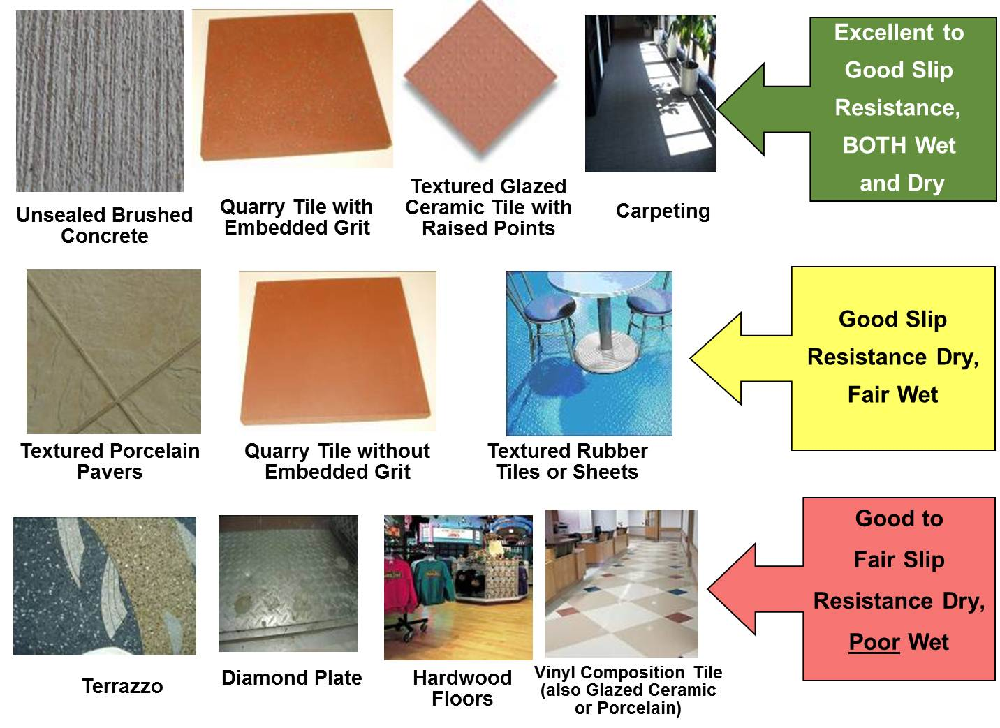 Excellent to
Good Slip
Resistance,
BOTH Wet
and Dry
Unsealed Brushed
Concrete
Quarry Tile with
Embedded Grit
Textured Glazed
Ceramic Tile with
Raised Points
Carpeting
Good Slip
Resistance Dry,
Fair Wet
Textured Porcelain
Pavers
Quarry Tile without
Embedded Grit
Textured Rubber
Tiles or Sheets
Good to
Fair Slip
Resistance Dry,
Poor Wet
Terrazzo
Diamond Plate
Hardwood
Floors
Vinyl Composition Tile
(also Glazed Ceramic
or Porcelain)